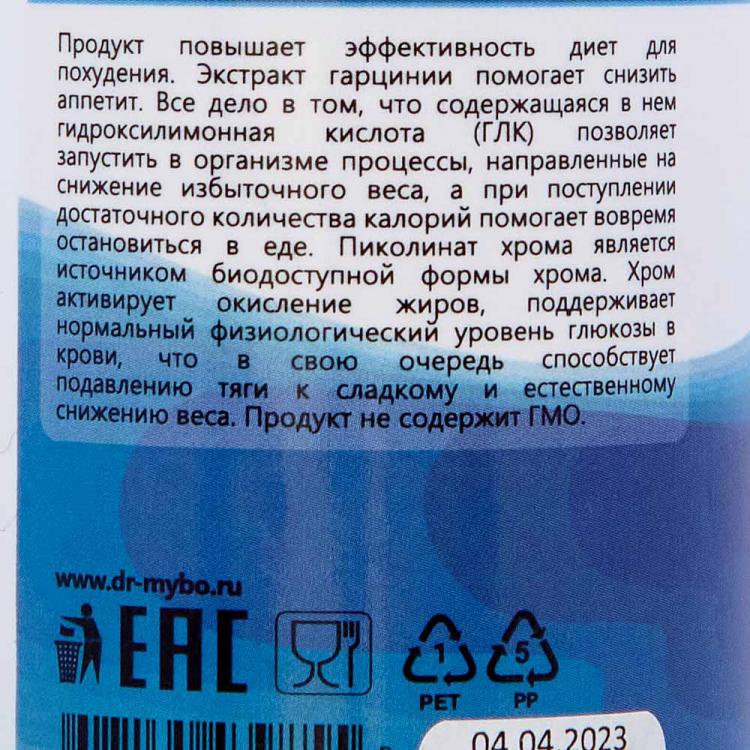 Продукт повышает эффективность диет для
похудения. Экстракт гарцинии помогает снизить
аппетит. Все дело в том, что содержащаяся в нем
гидроксилимонная кислота (ГЛК) позволяет
запустить в организме процессы, направленные на
снижение избыточного веса, а при поступлении
достаточного количества калорий помогает вовремя
остановиться в еде. Пиколинат хрома является
источником биодоступной формы хрома. Хром
активирует окисление жиров, поддерживает
нормальный физиологический уровень глюкозы в
крови, что в свою очередь способствует
подавлению тяги к сладкому и естественному
снижению веса. Продукт не содержит ГМО.
www.dr-mybo.ru
EAC
1 5
PET PP
04.04.2023